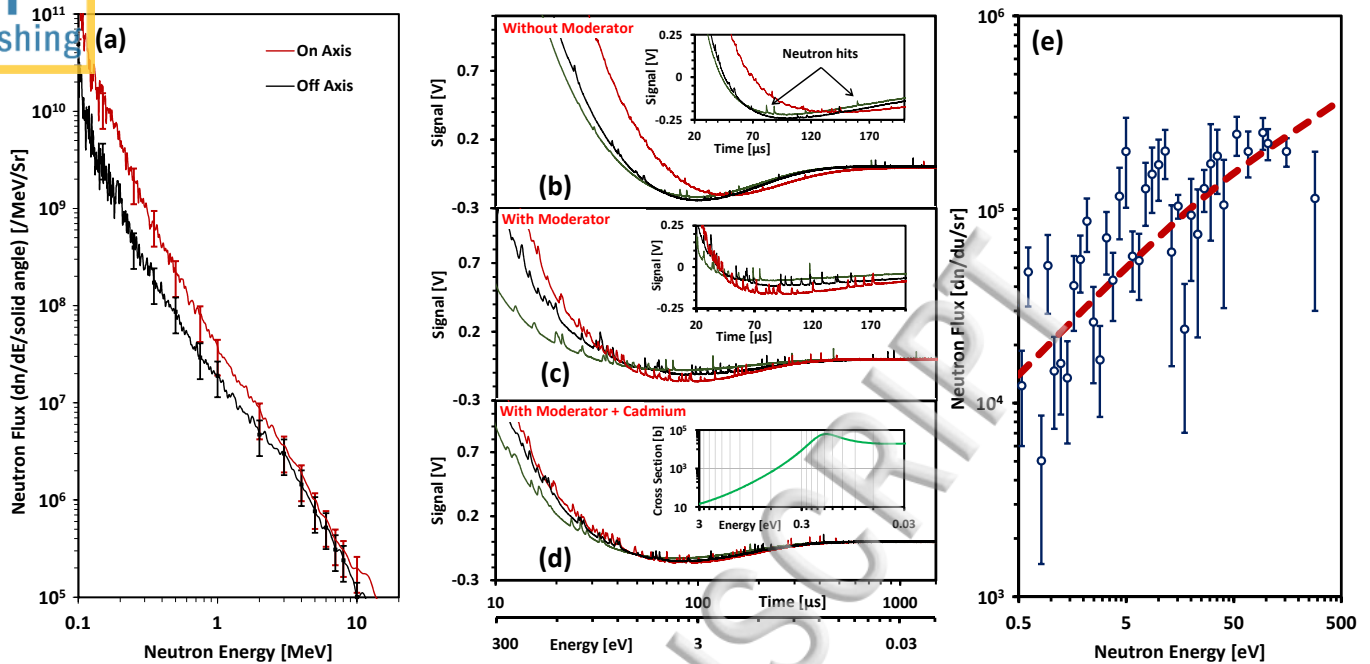 shing
(a)
On Axis
Off Axis
Neutron Flux (dn/dE/solid angle) [/MeV/Sr]
10¹¹
10¹⁰
10⁹
10⁸
10⁷
10⁶
10⁵
0.1
1
10
Neutron Energy [MeV]
Without Moderator
Signal [V]
0.7
0.2
-0.3
(b)
Neutron hits
Signal [V]
0.25
0
-0.25
20
70
120
170
Time [µs]
With Moderator
Signal [V]
0.7
0.2
-0.3
(c)
Signal [V]
0.25
0
-0.25
20
70
120
170
Time [µs]
With Moderator + Cadmium
Signal [V]
0.7
0.2
-0.3
(d)
Cross Section [b]
10⁵
10³
10
3
Energy [eV]
0.3
0.03
10
100
Time [µs]
1000
300
Energy [eV]
3
0.03
(e)
Neutron Flux [dn/du/sr]
10⁶
10⁵
10⁴
10³
0.5
5
50
500
Neutron Energy [eV]